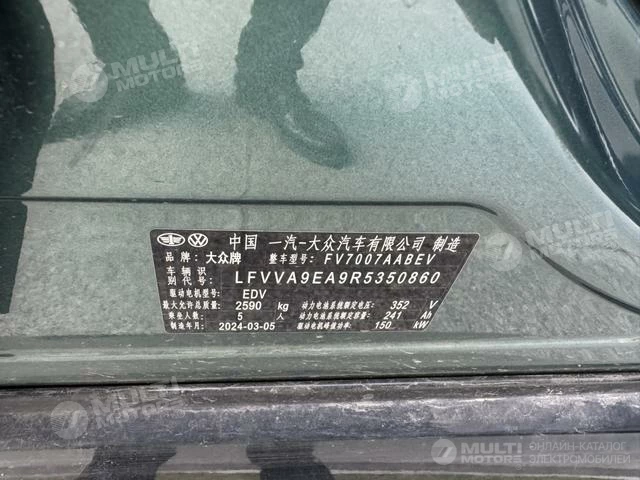 中国 一汽-大众汽车有限公司 制造
品牌: 大众牌 整车型号: FV7007AABEV
车辆识别代号: LFVVA9EA9R5350860
驱动电机型号: EDV
最大允许总质量: 2590 kg 动力电池系统额定电压: 352 V
乘坐人数: 5 人 动力电池系统额定容量: 241 Ah
制造年月: 2024-03-05 驱动电机峰值功率: 150 kW
MULTI MOTORS
MULTI MOTORS
MULTI MOTORS
MULTI MOTORS
MULTI MOTORS
MULTI MOTORS ОНЛАЙН-КАТАЛОГ ЭЛЕКТРОМОБИЛЕЙ